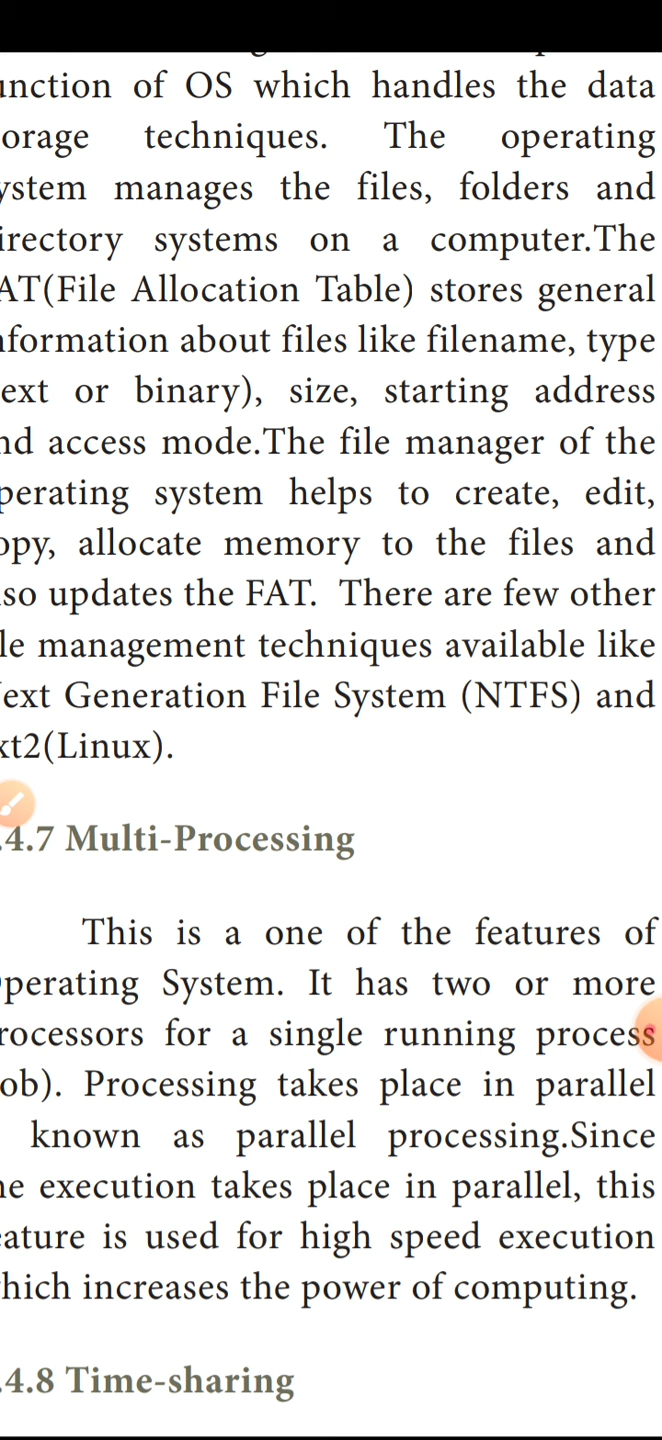 unction of OS which handles the data
orage techniques. The operating
ystem manages the files, folders and
irectory systems on a computer.The
AT(File Allocation Table) stores general
nformation about files like filename, type
ext or binary), size, starting address
nd access mode.The file manager of the
perating system helps to create, edit,
opy, allocate memory to the files and
lso updates the FAT. There are few other
le management techniques available like
ext Generation File System (NTFS) and
xt2(Linux).
.4.7 Multi-Processing
This is a one of the features of
perating System. It has two or more
rocessors for a single running process
ob). Processing takes place in parallel
known as parallel processing.Since
he execution takes place in parallel, this
eature is used for high speed execution
hich increases the power of computing.
.4.8 Time-sharing